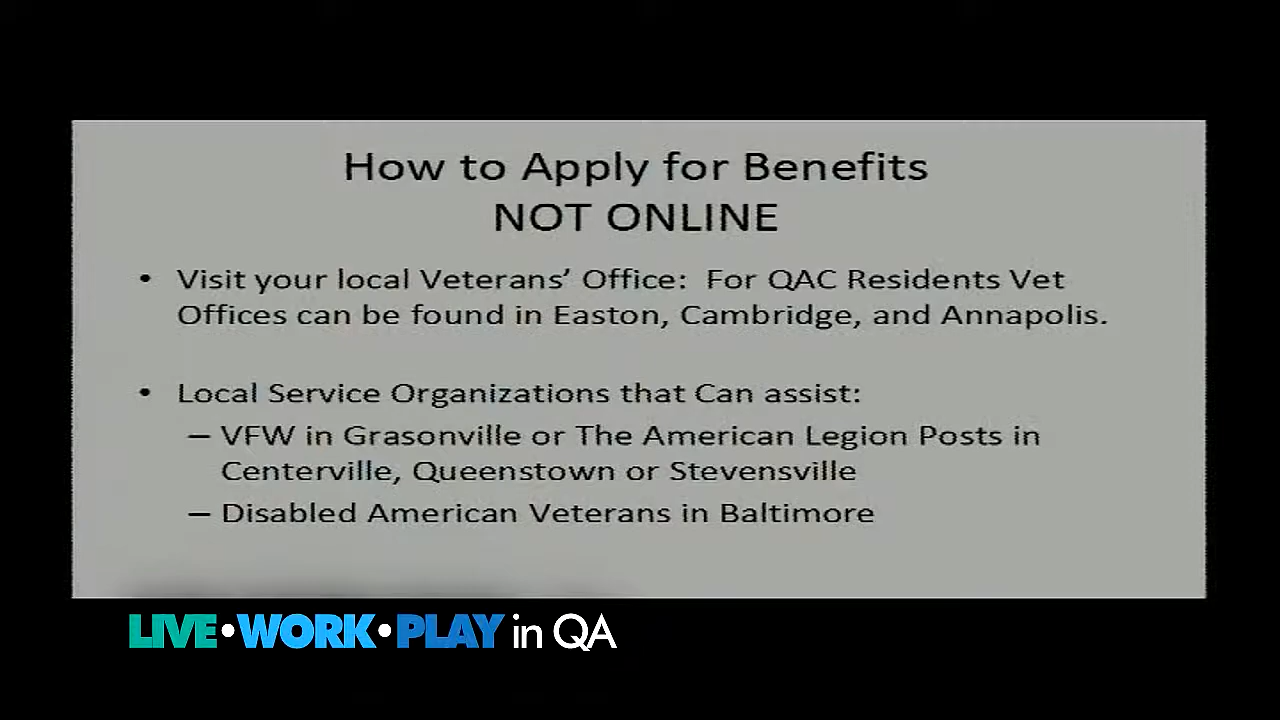 How to Apply for Benefits
NOT ONLINE
• Visit your local Veterans’ Office:  For QAC Residents Vet
Offices can be found in Easton, Cambridge, and Annapolis.
• Local Service Organizations that Can assist:
– VFW in Grasonville or The American Legion Posts in
Centerville, Queenstown or Stevensville
– Disabled American Veterans in Baltimore
LIVE•WORK•PLAY in QA